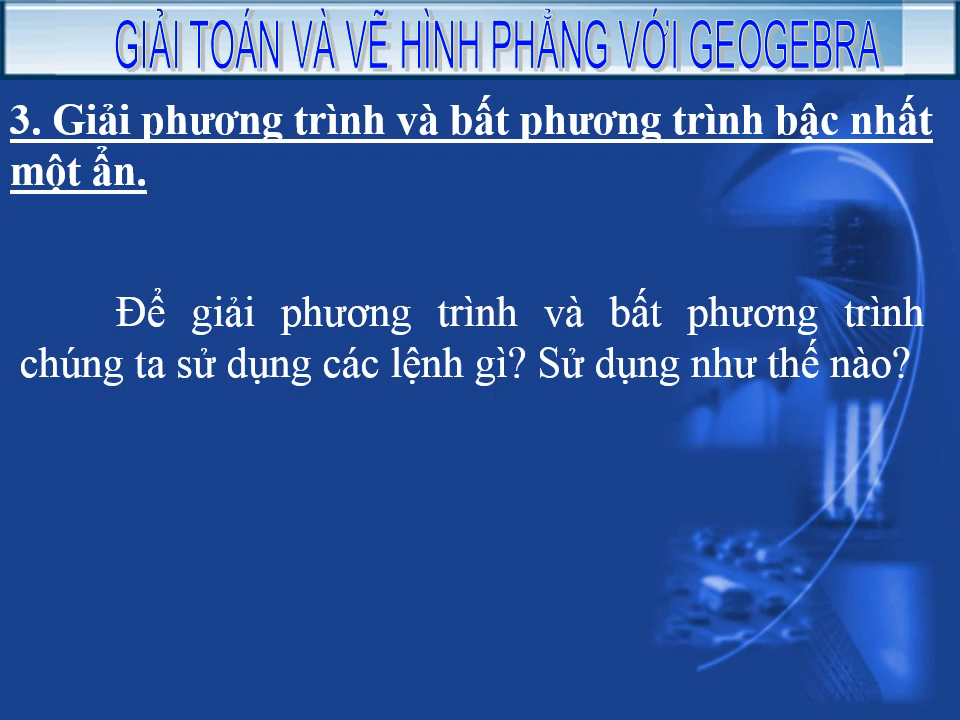 GIẢI TOÁN VÀ VẼ HÌNH PHẲNG VỚI GEOGEBRA
3. Giải phương trình và bất phương trình bậc nhất
một ẩn.
Để giải phương trình và bất phương trình
chúng ta sử dụng các lệnh gì? Sử dụng như thế nào?